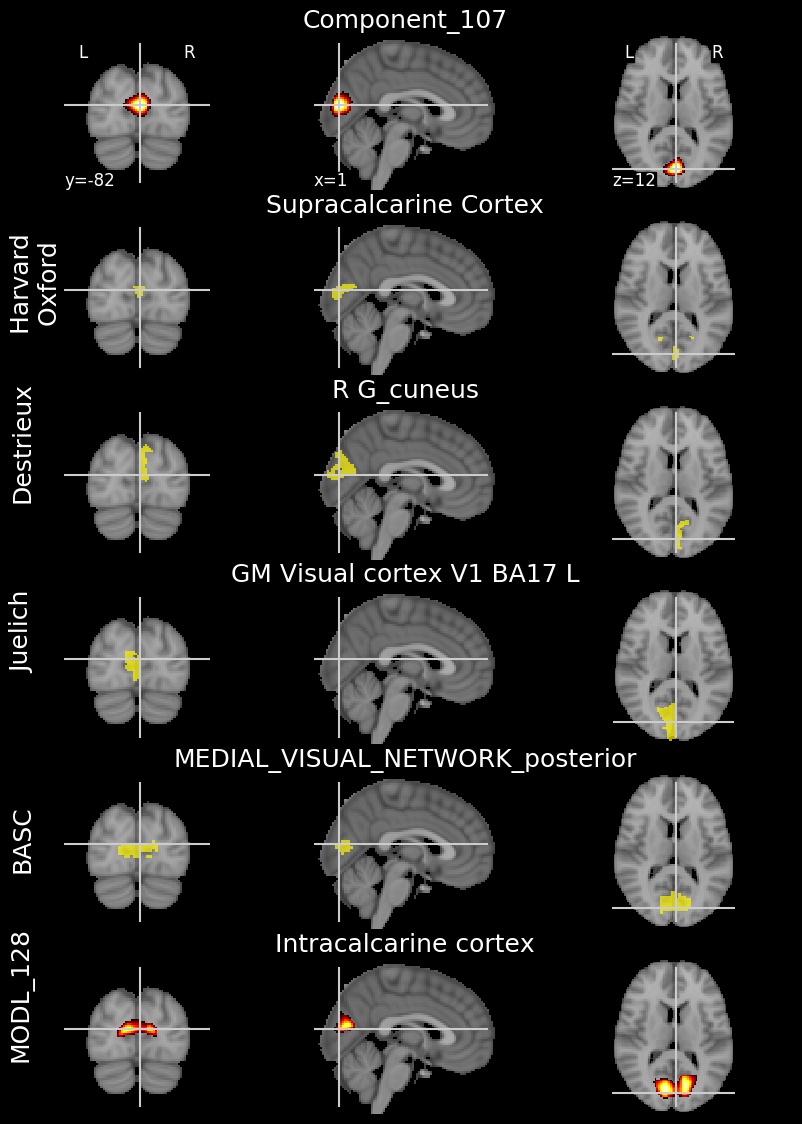 Component_107
L R
L R
y=-82
x=1
z=12
Supracalcarine Cortex
Harvard
Oxford
R G_cuneus
Destrieux
GM Visual cortex V1 BA17 L
Juelich
MEDIAL_VISUAL_NETWORK_posterior
BASC
Intracalcarine cortex
MODL_128